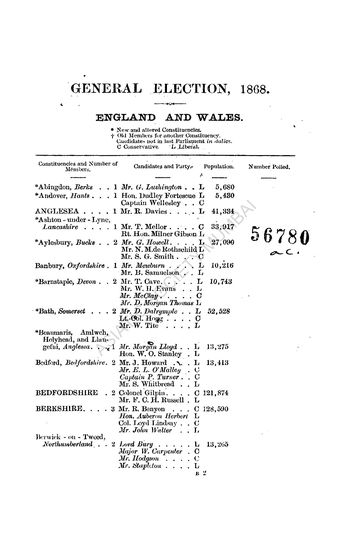 GENERAL ELECTION, 1868.
ENGLAND AND WALES.
* New and altered Constituencies.
† Old Members for another Constituency.
Candidates not in last Parliament in italics.
C Conservative. L Liberal.
Constituencies and Number of Members. Candidates and Party. Population. Number Polled.
*Abingdon, Berks . . 1 Mr. G. Lushington . . L 5,680
*Andover, Hants . . 1 Hon. Dudley Fortescue L 5,430
Captain Wellesley . . C
ANGLESEA . . . . 1 Mr. R. Davies . . . . L 41,334
*Ashton - under - Lyne,
Lancashire . . . . 1 Mr. T. Mellor . . . . C 33,917
Rt. Hon. Milner Gibson L
*Aylesbury, Bucks . . 2 Mr. G. Howell . . . . L 27,090
Mr. N. M. de Rothschild L
Mr. S. G. Smith . . . C
Banbury, Oxfordshire . 1 Mr. Mewburn . . . . L 10,216
Mr. B. Samuelson . . L
*Barnstaple, Devon . . 2 Mr. T. Cave . . . . . L 10,743
Mr. W. H. Evans . . . L
Mr. McClay . . . . . C
Mr. D. Morgan Thomas L
*Bath, Somerset . . . 2 Mr. D. Dalrymple . . L 52,528
Lt.-Col. Hogg . . . . C
Mr. W. Tite . . . . . L
*Beaumaris, Amlwch,
Holyhead, and Llan-
gefni, Anglesea . . 1 Mr. Morgan Lloyd . . L 13,275
Hon. W. O. Stanley . L
Bedford, Bedfordshire. 2 Mr. J. Howard . . . L 13,413
Mr. E. L. O'Malley . C
Captain P. Turner . . C
Mr. S. Whitbread . . L
BEDFORDSHIRE . 2 Colonel Gilpin . . . . C 121,874
Mr. F. C. H. Russell . L
BERKSHIRE. . . . 3 Mr. R. Benyon . . . C 128,590
Hon. Auberon Herbert L
Col. Loyd Lindsay . . C
Mr. John Walter . . L
Berwick - on - Tweed,
Northumberland . . 2 Lord Bury . . . . . L 13,265
Major W. Carpenter . C
Mr. Hodgson . . . . C
Mr. Stapleton . . . . L
B 2
56780